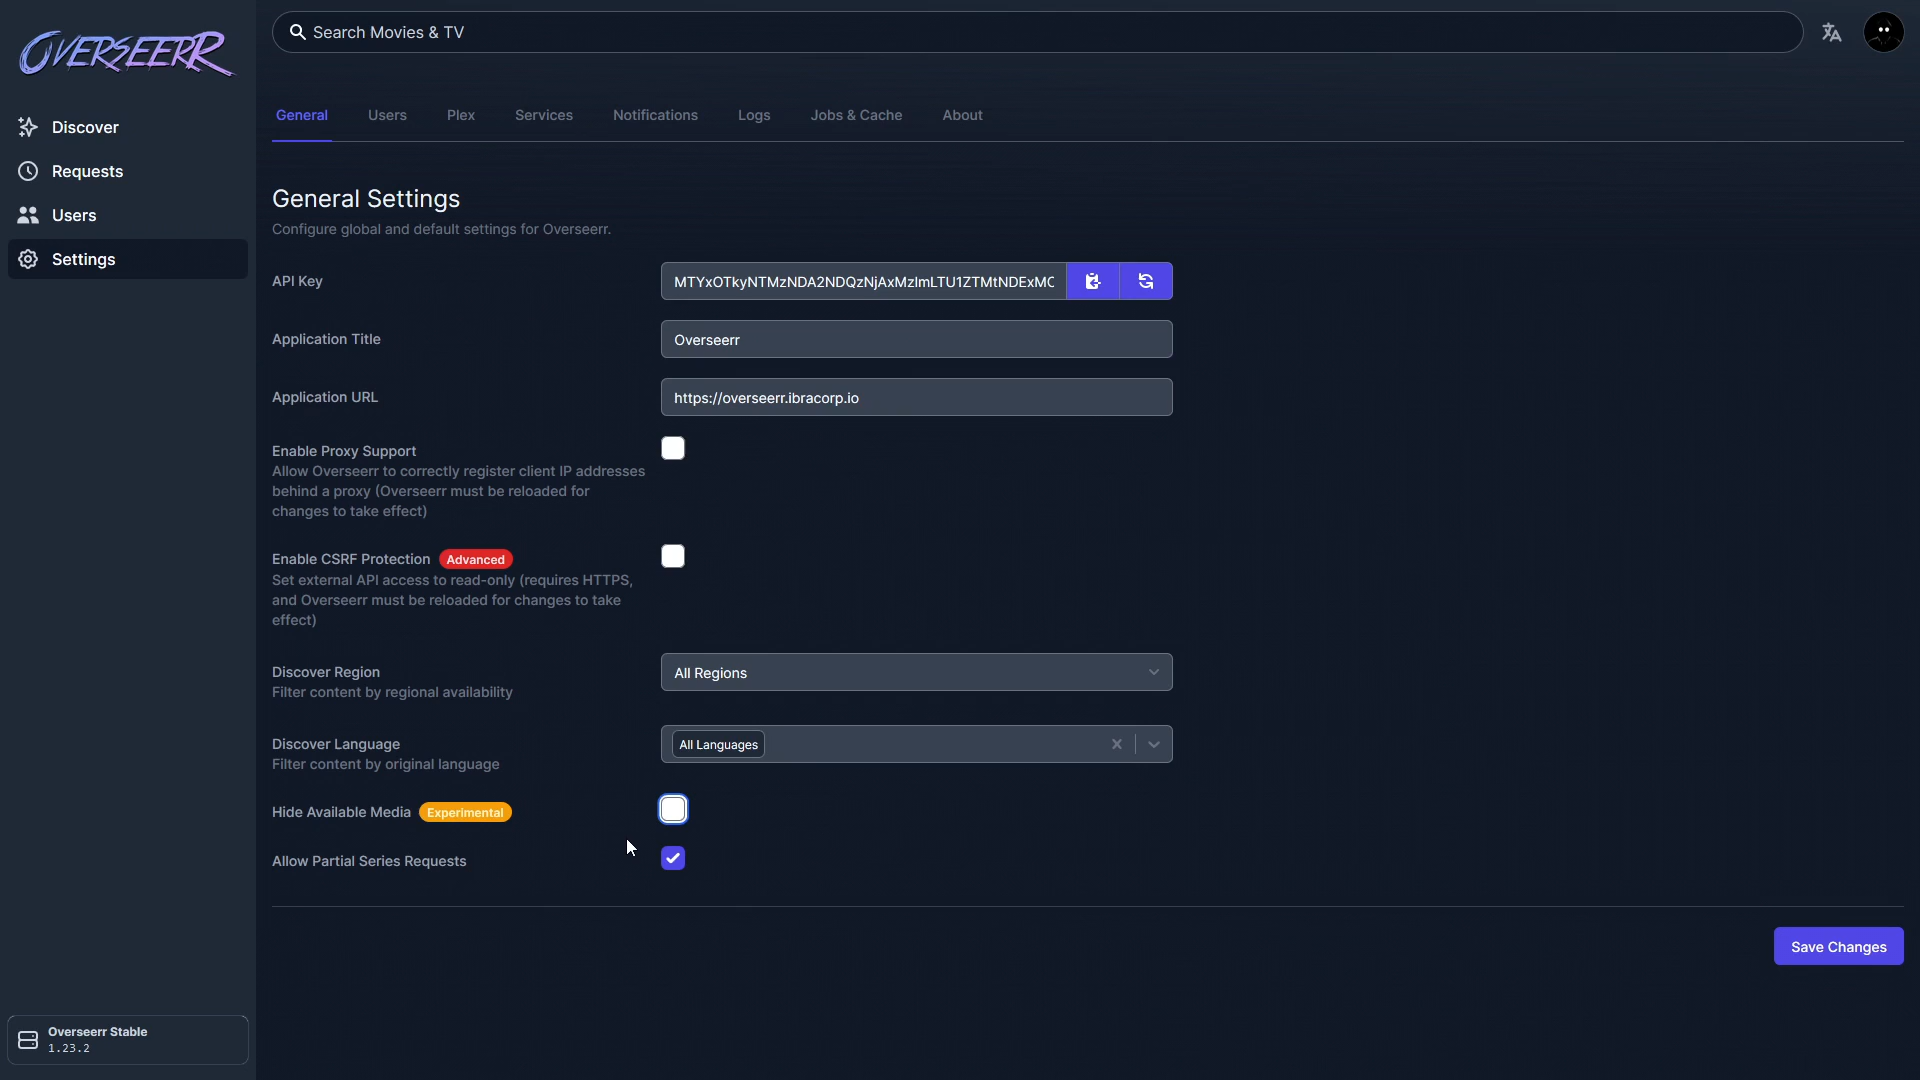 OVERSEERR
Search Movies & TV
Discover
Requests
Users
Settings
General
Users
Plex
Services
Notifications
Logs
Jobs & Cache
About
General Settings
Configure global and default settings for Overseerr.
API Key
MTYxOTkyNTMzNDA2NDQzNjAxMzlmLTU1ZTMtNDExMC
Application Title
Overseerr
Application URL
https://overseerr.ibracorp.io
Enable Proxy Support
Allow Overseerr to correctly register client IP addresses
behind a proxy (Overseerr must be reloaded for
changes to take effect)
Enable CSRF Protection Advanced
Set external API access to read-only (requires HTTPS,
and Overseerr must be reloaded for changes to take
effect)
Discover Region
Filter content by regional availability
All Regions
Discover Language
Filter content by original language
All Languages
Hide Available Media Experimental
Allow Partial Series Requests
Save Changes
Overseerr Stable
1.23.2